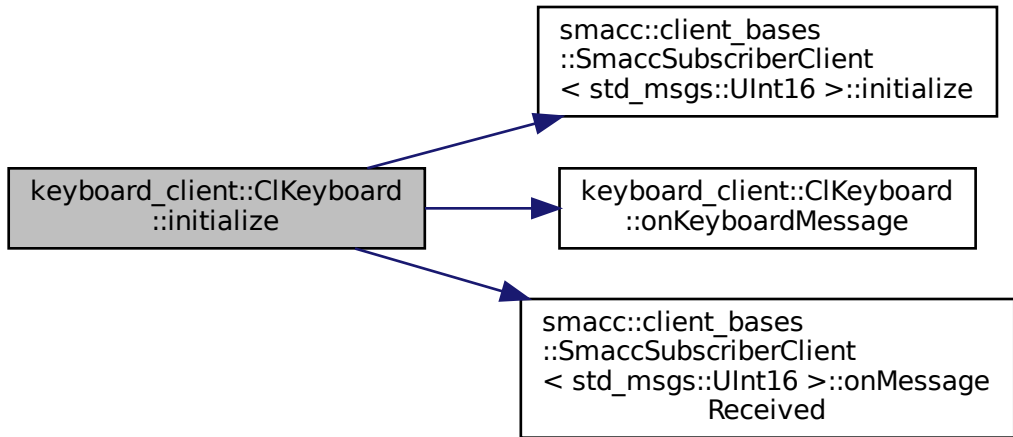 smacc::client_bases
::SmaccSubscriberClient
< std_msgs::UInt16 >::initialize
keyboard_client::ClKeyboard
::initialize
keyboard_client::ClKeyboard
::onKeyboardMessage
smacc::client_bases
::SmaccSubscriberClient
< std_msgs::UInt16 >::onMessage
Received